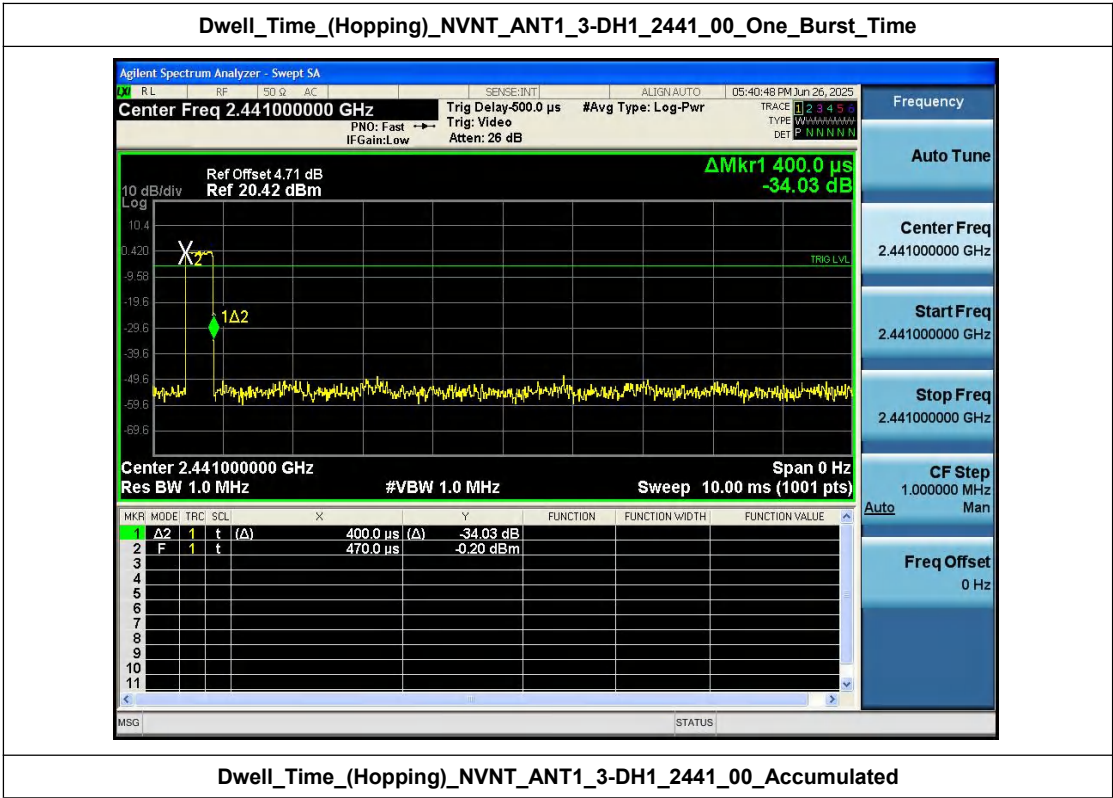 Dwell_Time_(Hopping)_NVNT_ANT1_3-DH1_2441_00_One_Burst_Time
Agilent Spectrum Analyzer - Swept SA
LXI RL RF 50 Ω AC SENSE:INT ALIGN AUTO 05:40:48 PM Jun 26, 2025
Center Freq 2.441000000 GHz
PNO: Fast
IFGain:Low
Trig Delay-500.0 µs
Trig: Video
Atten: 26 dB
#Avg Type: Log-Pwr
TRACE 1 2 3 4 5 6
TYPE WWWWWW
DET P N N N N N
Ref Offset 4.71 dB
Ref 20.42 dBm
10 dB/div
Log
ΔMkr1 400.0 µs
-34.03 dB
10.4
0.420
-9.58
-19.6
-29.6
-39.6
-49.6
-59.6
-69.6
X2
1Δ2
TRIG LVL
Center 2.441000000 GHz
Span 0 Hz
Res BW 1.0 MHz
#VBW 1.0 MHz
Sweep 10.00 ms (1001 pts)
MKR MODE TRC SCL X Y FUNCTION FUNCTION WIDTH FUNCTION VALUE
1 Δ2 1 t (Δ) 400.0 µs (Δ) -34.03 dB
2 F 1 t 470.0 µs -0.20 dBm
3
4
5
6
7
8
9
10
11
MSG
STATUS
Frequency
Auto Tune
Center Freq
2.441000000 GHz
Start Freq
2.441000000 GHz
Stop Freq
2.441000000 GHz
CF Step
1.000000 MHz
Auto Man
Freq Offset
0 Hz
Dwell_Time_(Hopping)_NVNT_ANT1_3-DH1_2441_00_Accumulated